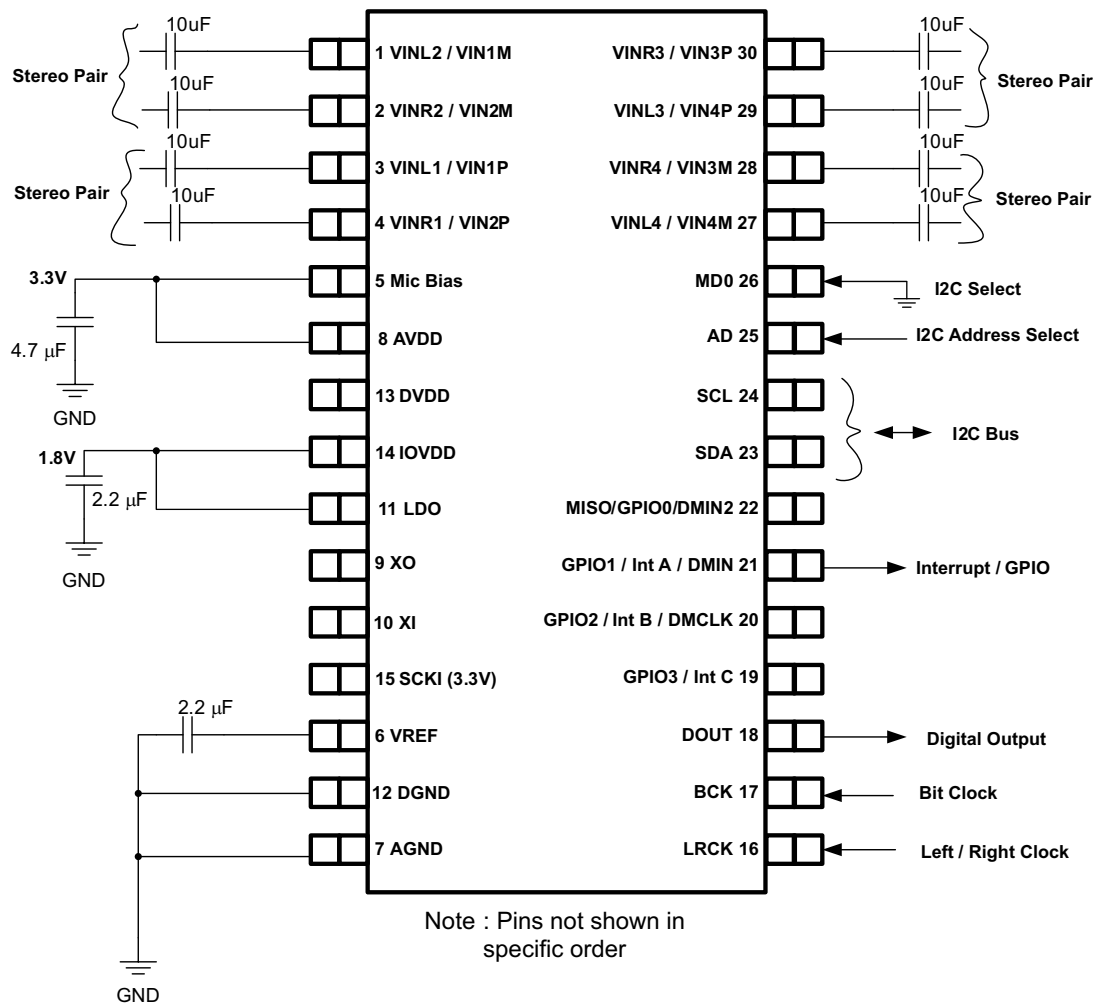 10uF
1 VINL2 / VIN1M
VINR3 / VIN3P 30
10uF
Stereo Pair
Stereo Pair
10uF
2 VINR2 / VIN2M
VINL3 / VIN4P 29
10uF
10uF
3 VINL1 / VIN1P
VINR4 / VIN3M 28
10uF
Stereo Pair
Stereo Pair
10uF
4 VINR1 / VIN2P
VINL4 / VIN4M 27
10uF
3.3V
5 Mic Bias
MD0 26
I2C Select
4.7 μF
8 AVDD
AD 25
I2C Address Select
GND
13 DVDD
SCL 24
I2C Bus
1.8V
14 IOVDD
SDA 23
2.2 μF
11 LDO
MISO/GPIO0/DMIN2 22
GND
9 XO
GPIO1 / Int A / DMIN 21
Interrupt / GPIO
10 XI
GPIO2 / Int B / DMCLK 20
15 SCKI (3.3V)
GPIO3 / Int C 19
2.2 μF
6 VREF
DOUT 18
Digital Output
12 DGND
BCK 17
Bit Clock
7 AGND
LRCK 16
Left / Right Clock
Note : Pins not shown in
specific order
GND